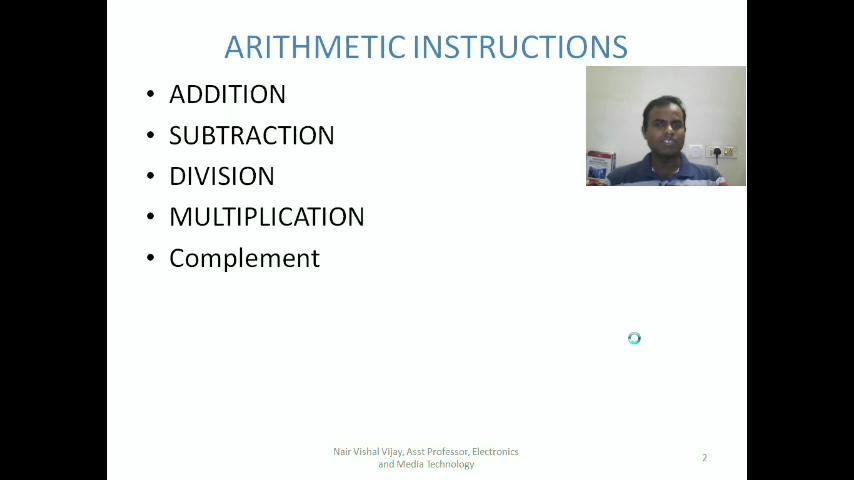 ARITHMETIC INSTRUCTIONS
• ADDITION
• SUBTRACTION
• DIVISION
• MULTIPLICATION
• Complement
Nair Vishal Vijay, Asst Professor, Electronics
and Media Technology
2